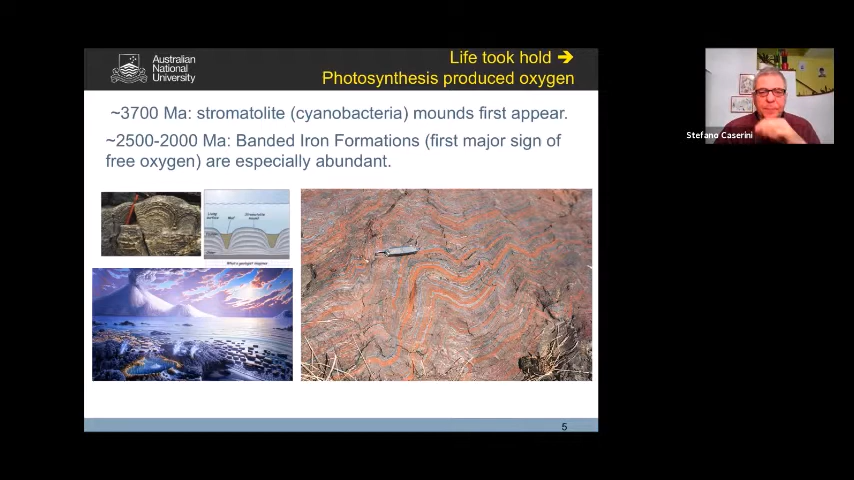 Australian
National
University
Life took hold →
Photosynthesis produced oxygen
~3700 Ma: stromatolite (cyanobacteria) mounds first appear.
~2500-2000 Ma: Banded Iron Formations (first major sign of
free oxygen) are especially abundant.
5
Stefano Caserini